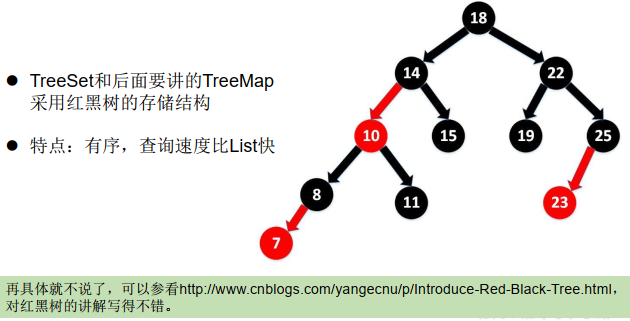 18
TreeSet和后面要讲的TreeMap
采用红黑树的存储结构
14
22
特点：有序，查询速度比List快
10
15
19
25
8
11
23
7
再具体就不说了，可以参看http://www.cnblogs.com/yangecnu/p/Introduce-Red-Black-Tree.html，
对红黑树的讲解写得不错。